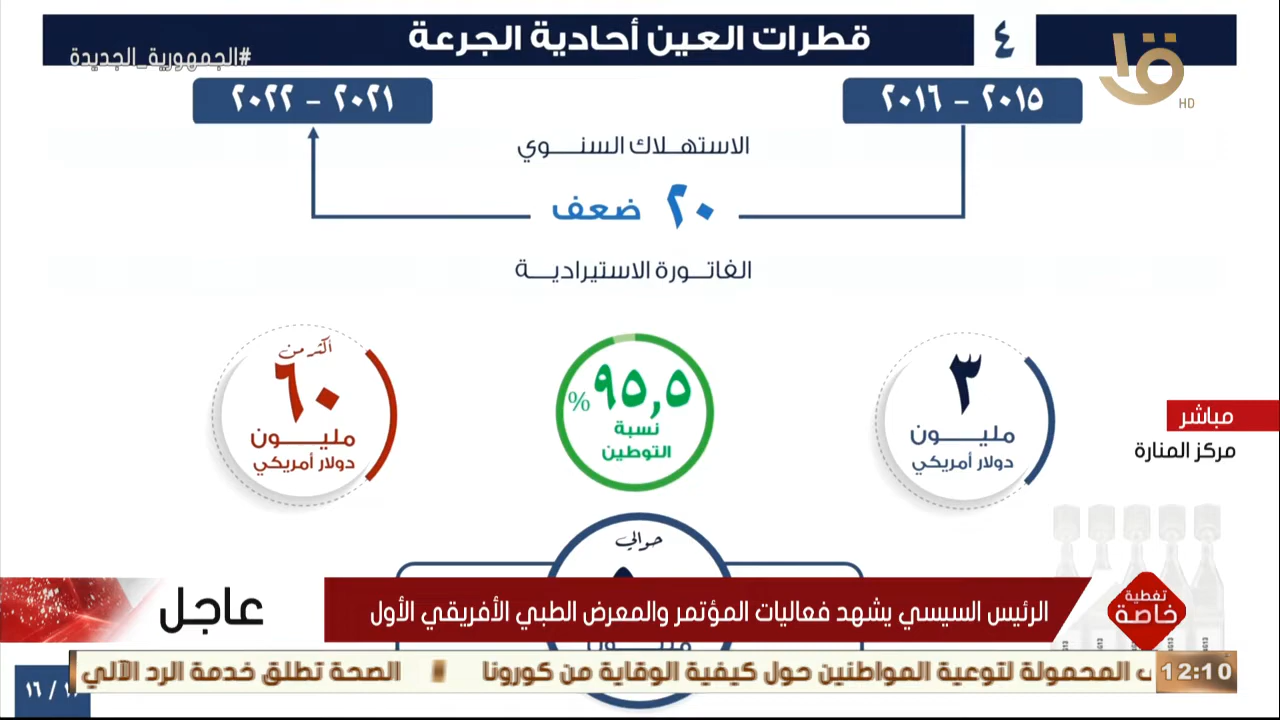 ٤
قطرات العين أحادية الجرعة
#الجمهورية_الجديدة
HD
٢٠١٥ - ٢٠١٦
٢٠٢١ - ٢٠٢٢
الاستهلاك السنوي
٢٠ ضعف
الفاتورة الاستيرادية
٣
مليون
دولار أمريكي
٩٥,٥%
نسبة
التوطين
أكثر من
٦٠
مليون
دولار أمريكي
مباشر
مركز المنارة
حوالي
تغطية
خاصة
الرئيس السيسي يشهد فعاليات المؤتمر والمعرض الطبي الأفريقي الأول
عاجل
12:10
المحمولة لتوعية المواطنين حول كيفية الوقاية من كورونا
الصحة تطلق خدمة الرد الآلي